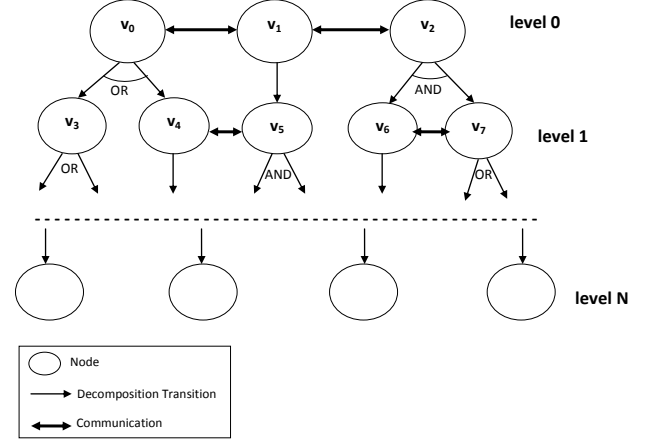 v0 v1 v2 level 0
OR AND
v3 v4 v5 v6 v7 level 1
OR AND OR
level N
Node
Decomposition Transition
Communication